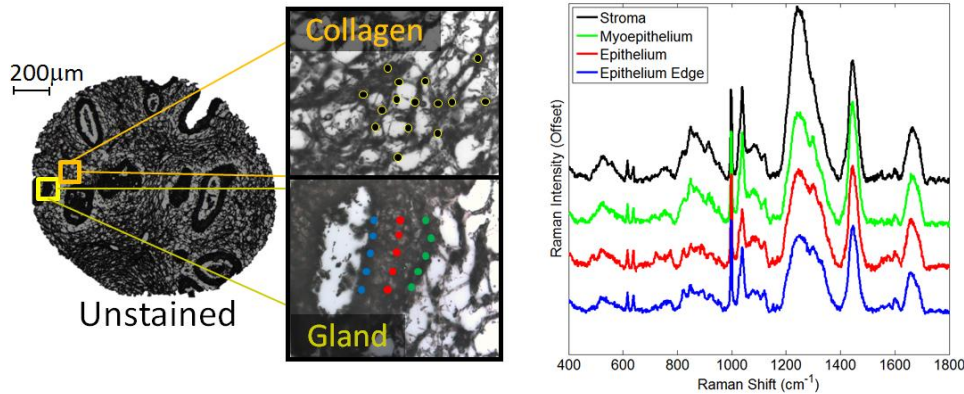 200μm
Unstained
Collagen
Gland
Stroma
Myoepithelium
Epithelium
Epithelium Edge
Raman Intensity (Offset)
400 600 800 1000 1200 1400 1600 1800
Raman Shift (cm⁻¹)